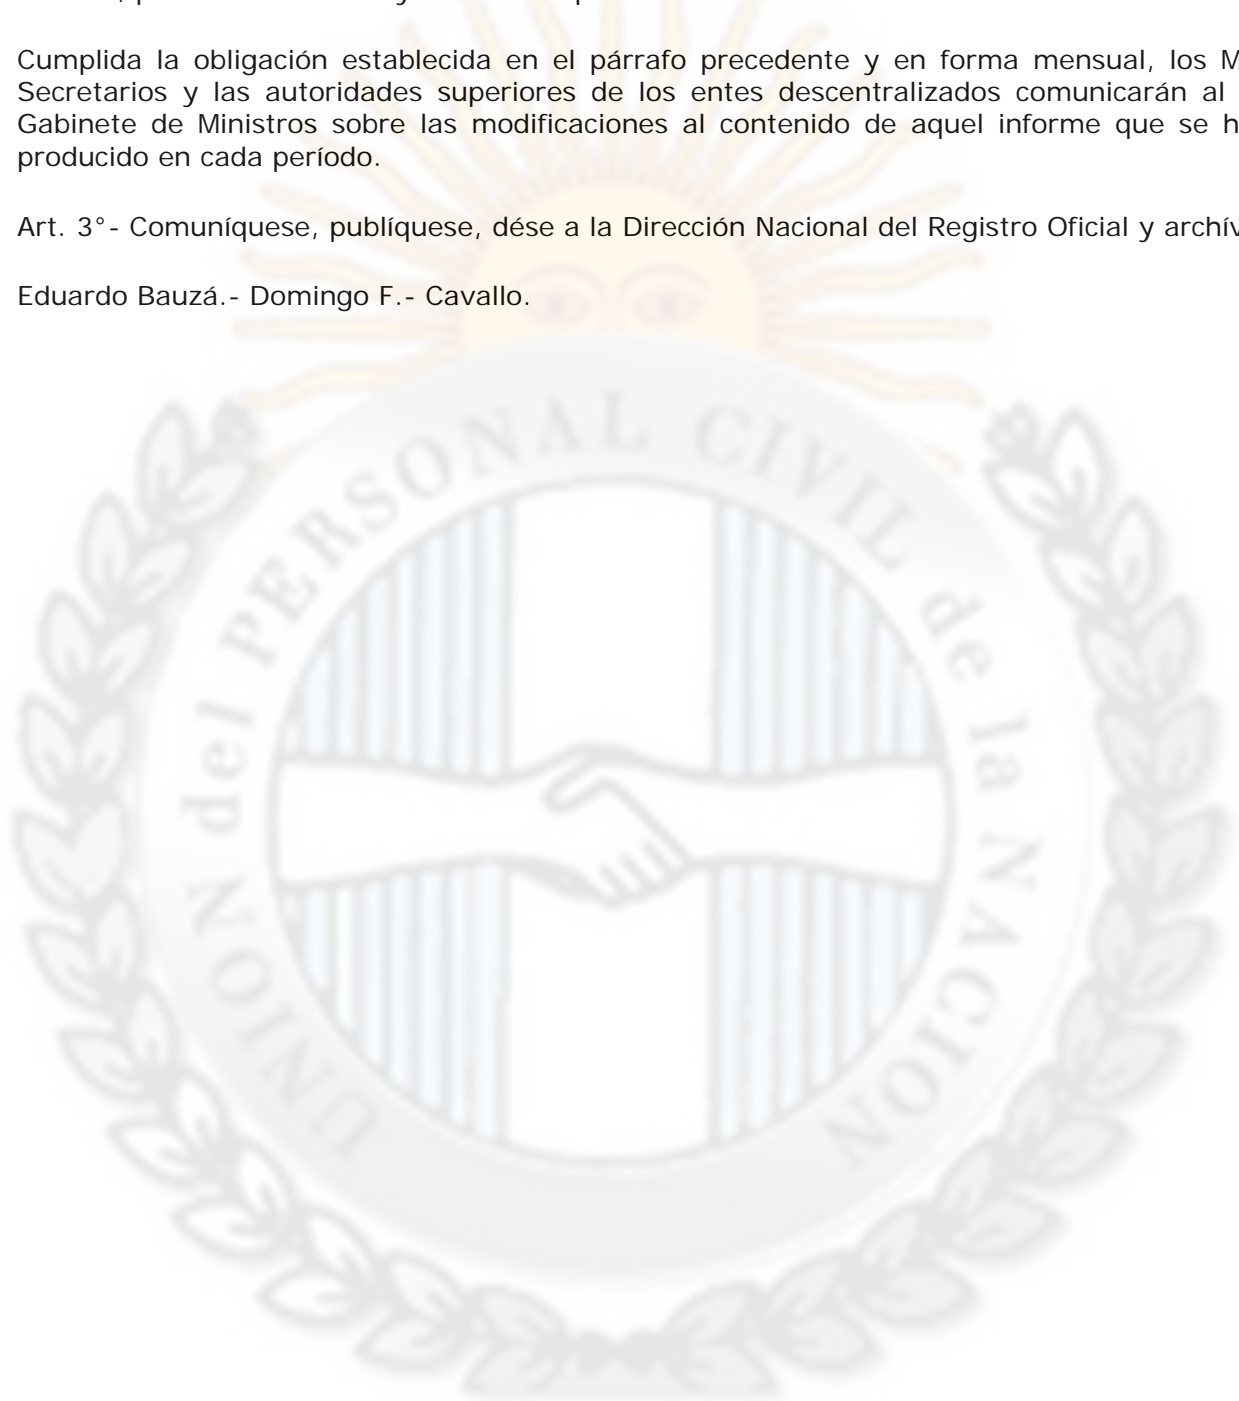 Cumplida la obligación establecida en el párrafo precedente y en forma mensual, los
Secretarios y las autoridades superiores de los entes descentralizados comunicarán al
Gabinete de Ministros sobre las modificaciones al contenido de aquel informe que se
producido en cada período.
Art. 3°- Comuníquese, publíquese, dése a la Dirección Nacional del Registro Oficial y
Eduardo Bauzá.- Domingo F.- Cavallo.
UNION del PERSONAL CIVIL de la NACION